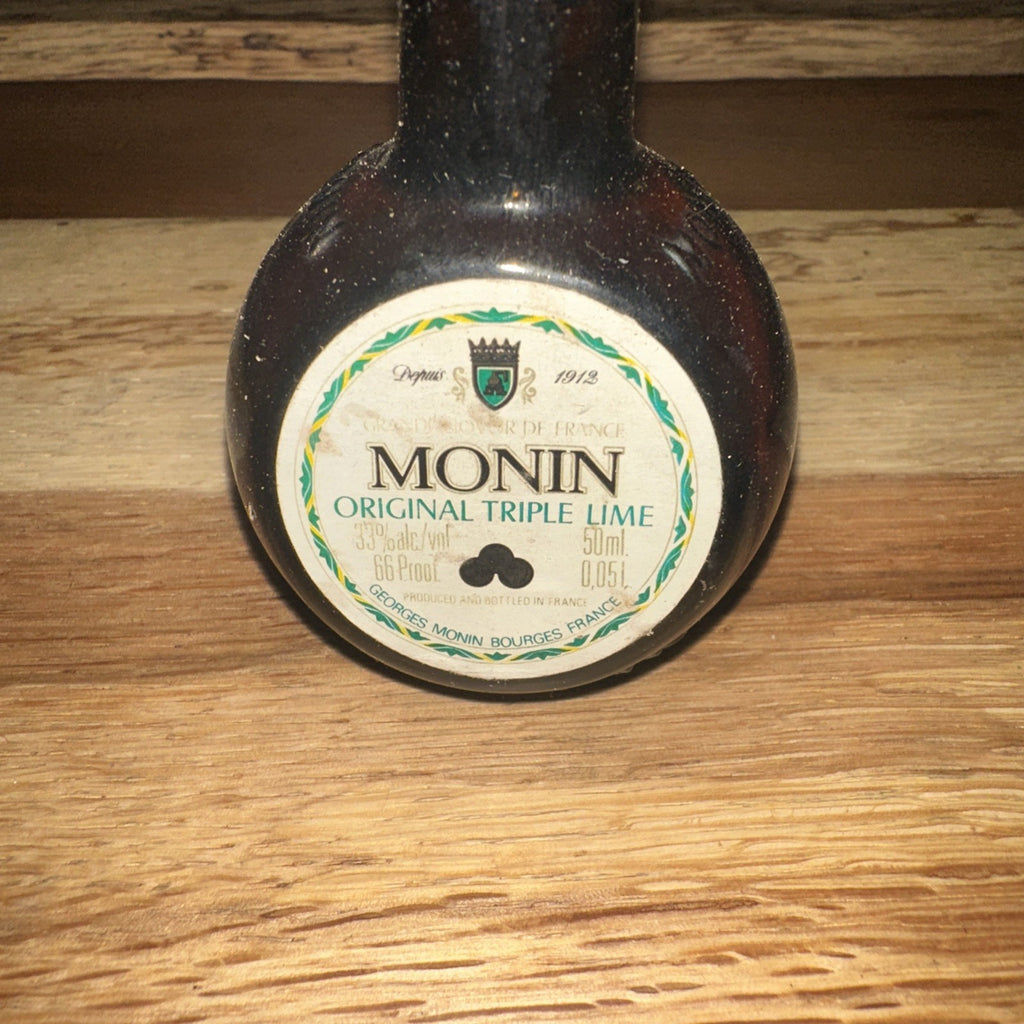 Depuis 1912
GRANDE LIQUOR DE FRANCE
MONIN
ORIGINAL TRIPLE LIME
33%alc/vol 50ml.
66 Proof 0,05L
PRODUCED AND BOTTLED IN FRANCE
GEORGES MONIN BOURGES FRANCE